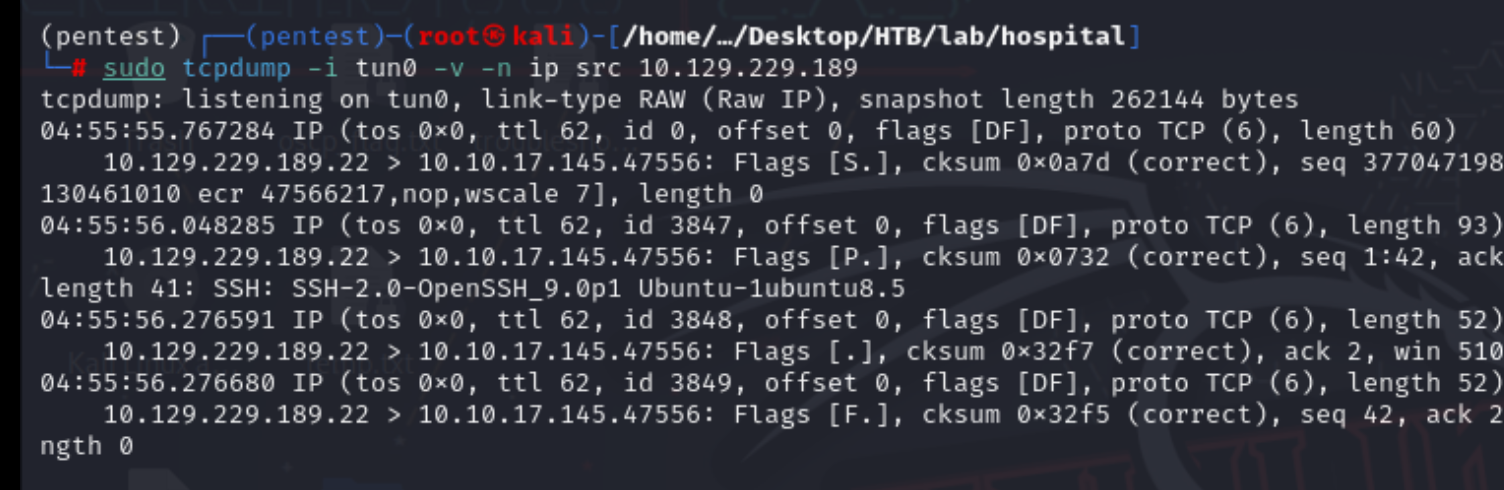 (pentest) ┌──(pentest)─(root㉿kali)-[/home/…/Desktop/HTB/lab/hospital]
└─# sudo tcpdump -i tun0 -v -n ip src 10.129.229.189
tcpdump: listening on tun0, link-type RAW (Raw IP), snapshot length 262144 bytes
04:55:55.767284 IP (tos 0×0, ttl 62, id 0, offset 0, flags [DF], proto TCP (6), length 60)
    10.129.229.189.22 > 10.10.17.145.47556: Flags [S.], cksum 0×0a7d (correct), seq 377047198
130461010 ecr 47566217,nop,wscale 7], length 0
04:55:56.048285 IP (tos 0×0, ttl 62, id 3847, offset 0, flags [DF], proto TCP (6), length 93)
    10.129.229.189.22 > 10.10.17.145.47556: Flags [P.], cksum 0×0732 (correct), seq 1:42, ack
length 41: SSH: SSH-2.0-OpenSSH_9.0p1 Ubuntu-1ubuntu8.5
04:55:56.276591 IP (tos 0×0, ttl 62, id 3848, offset 0, flags [DF], proto TCP (6), length 52)
    10.129.229.189.22 > 10.10.17.145.47556: Flags [.], cksum 0×32f7 (correct), ack 2, win 510
04:55:56.276680 IP (tos 0×0, ttl 62, id 3849, offset 0, flags [DF], proto TCP (6), length 52)
    10.129.229.189.22 > 10.10.17.145.47556: Flags [F.], cksum 0×32f5 (correct), seq 42, ack 2
ngth 0